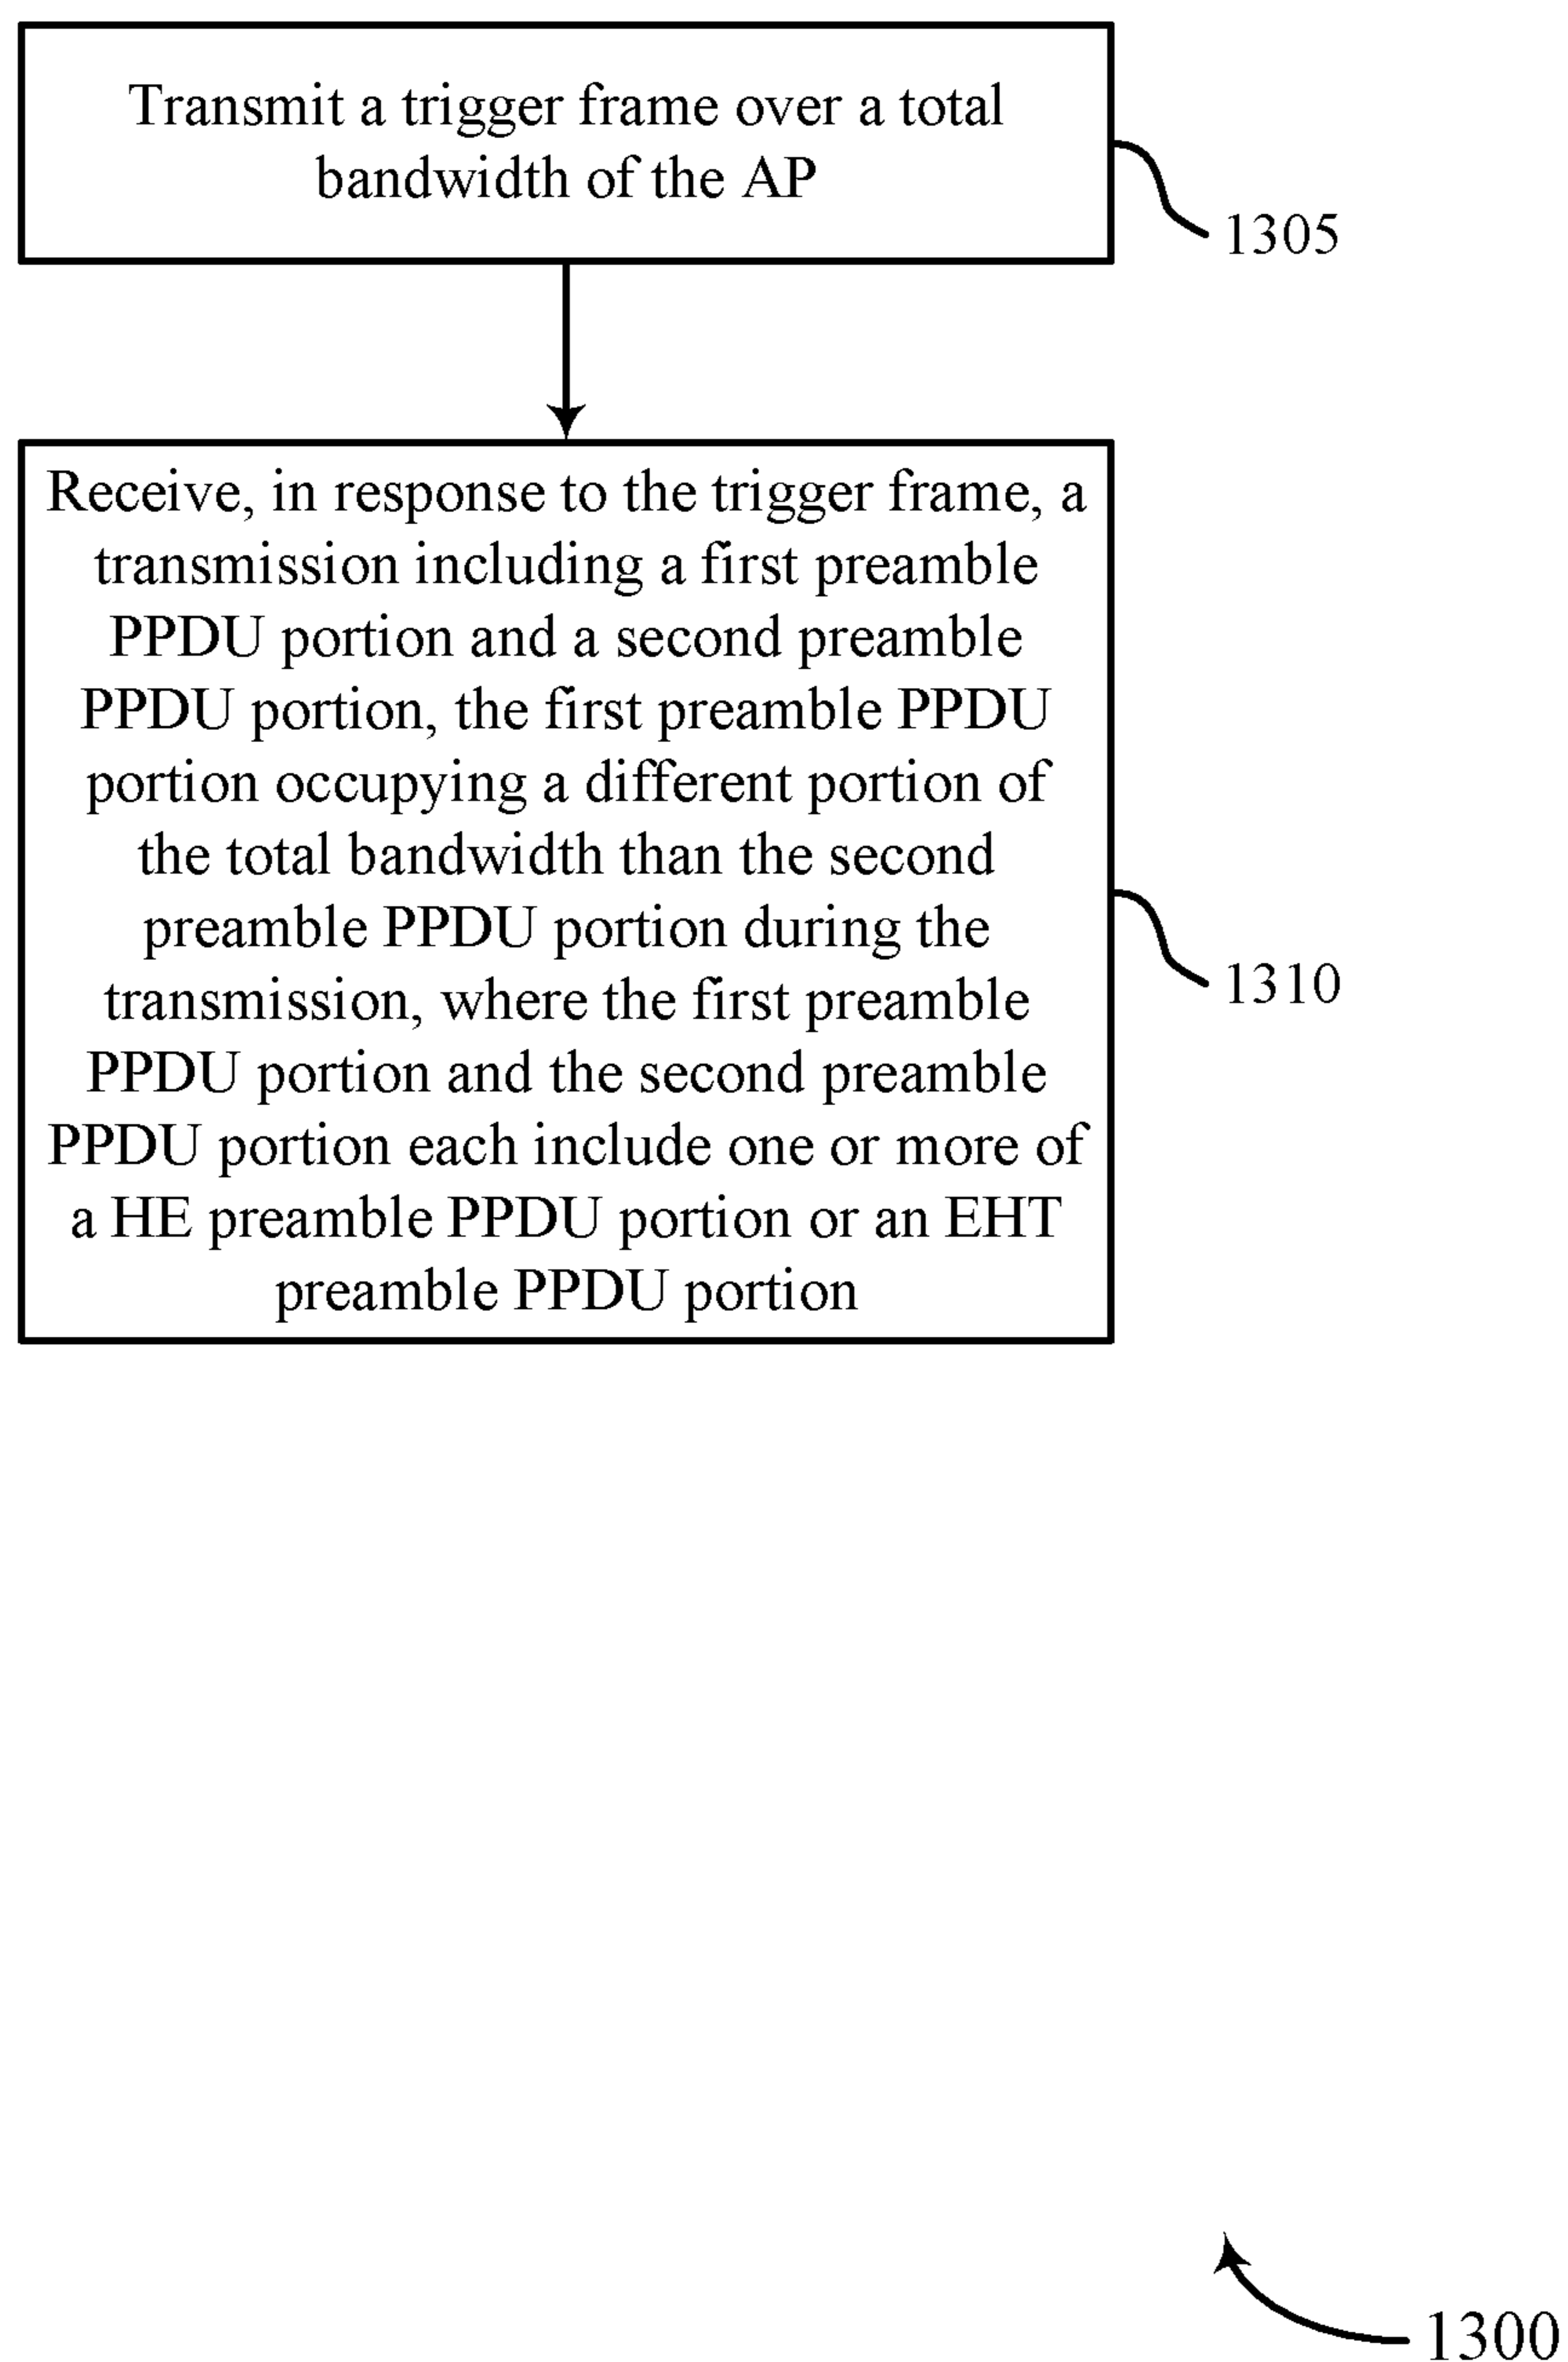 Transmit a trigger frame over a total
bandwidth of the AP
1305
Receive, in response to the trigger frame, a
transmission including a first preamble
PPDU portion and a second preamble
PPDU portion, the first preamble PPDU
portion occupying a different portion of
the total bandwidth than the second
preamble PPDU portion during the
transmission, where the first preamble
PPDU portion and the second preamble
PPDU portion each include one or more of
a HE preamble PPDU portion or an EHT
preamble PPDU portion
1310
1300